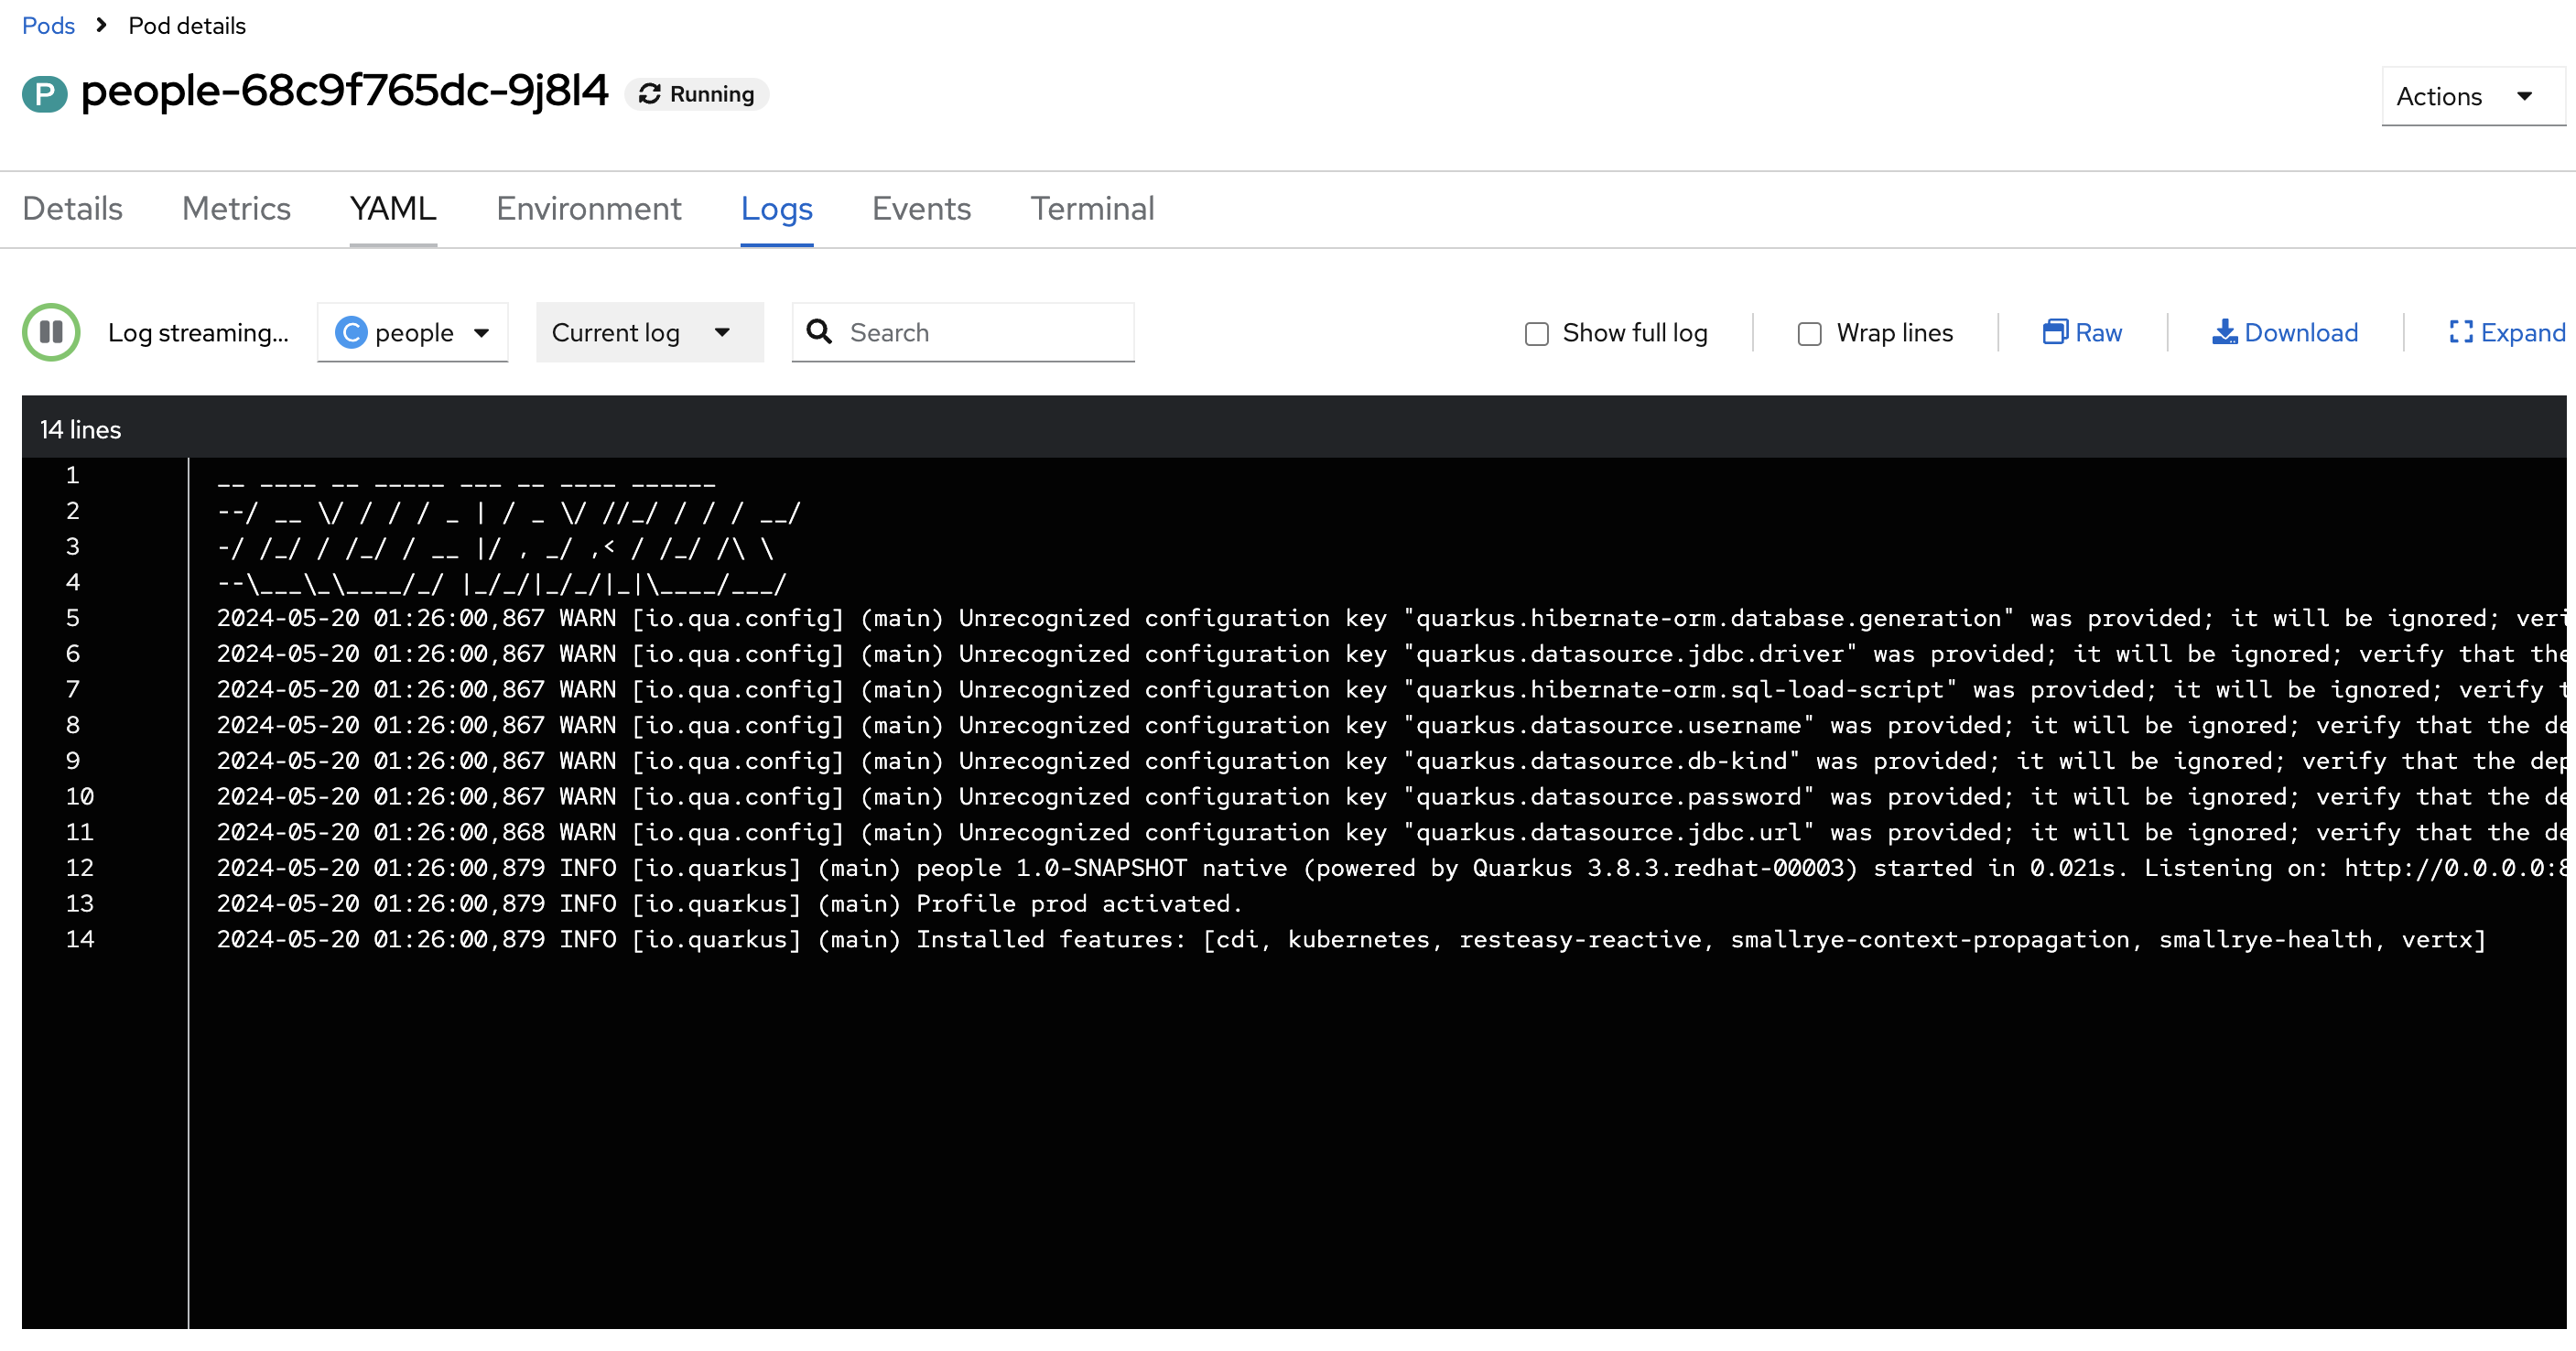 Pods > Pod details
P people-68c9f765dc-9j8l4 Running
Actions
Details Metrics YAML Environment Logs Events Terminal
Log streaming... C people Current log Search Show full log Wrap lines Raw Download Expand
14 lines
1 __ ____ __ _____ ___ __ ____ ______
2 --/ __ \/ / / / _ | / _ \/ //_/ / / / __/
3 -/ /_/ / /_/ / __ |/ , _/ ,< / /_/ /\ \
4 --\___\_\____/_/ |_/_/|_/_/|_|\____/___/
5 2024-05-20 01:26:00,867 WARN [io.qua.config] (main) Unrecognized configuration key "quarkus.hibernate-orm.database.generation" was provided; it will be ignored; veri
6 2024-05-20 01:26:00,867 WARN [io.qua.config] (main) Unrecognized configuration key "quarkus.datasource.jdbc.driver" was provided; it will be ignored; verify that the
7 2024-05-20 01:26:00,867 WARN [io.qua.config] (main) Unrecognized configuration key "quarkus.hibernate-orm.sql-load-script" was provided; it will be ignored; verify t
8 2024-05-20 01:26:00,867 WARN [io.qua.config] (main) Unrecognized configuration key "quarkus.datasource.username" was provided; it will be ignored; verify that the de
9 2024-05-20 01:26:00,867 WARN [io.qua.config] (main) Unrecognized configuration key "quarkus.datasource.db-kind" was provided; it will be ignored; verify that the dep
10 2024-05-20 01:26:00,867 WARN [io.qua.config] (main) Unrecognized configuration key "quarkus.datasource.password" was provided; it will be ignored; verify that the de
11 2024-05-20 01:26:00,868 WARN [io.qua.config] (main) Unrecognized configuration key "quarkus.datasource.jdbc.url" was provided; it will be ignored; verify that the de
12 2024-05-20 01:26:00,879 INFO [io.quarkus] (main) people 1.0-SNAPSHOT native (powered by Quarkus 3.8.3.redhat-00003) started in 0.021s. Listening on: http://0.0.0.0:8
13 2024-05-20 01:26:00,879 INFO [io.quarkus] (main) Profile prod activated.
14 2024-05-20 01:26:00,879 INFO [io.quarkus] (main) Installed features: [cdi, kubernetes, resteasy-reactive, smallrye-context-propagation, smallrye-health, vertx]